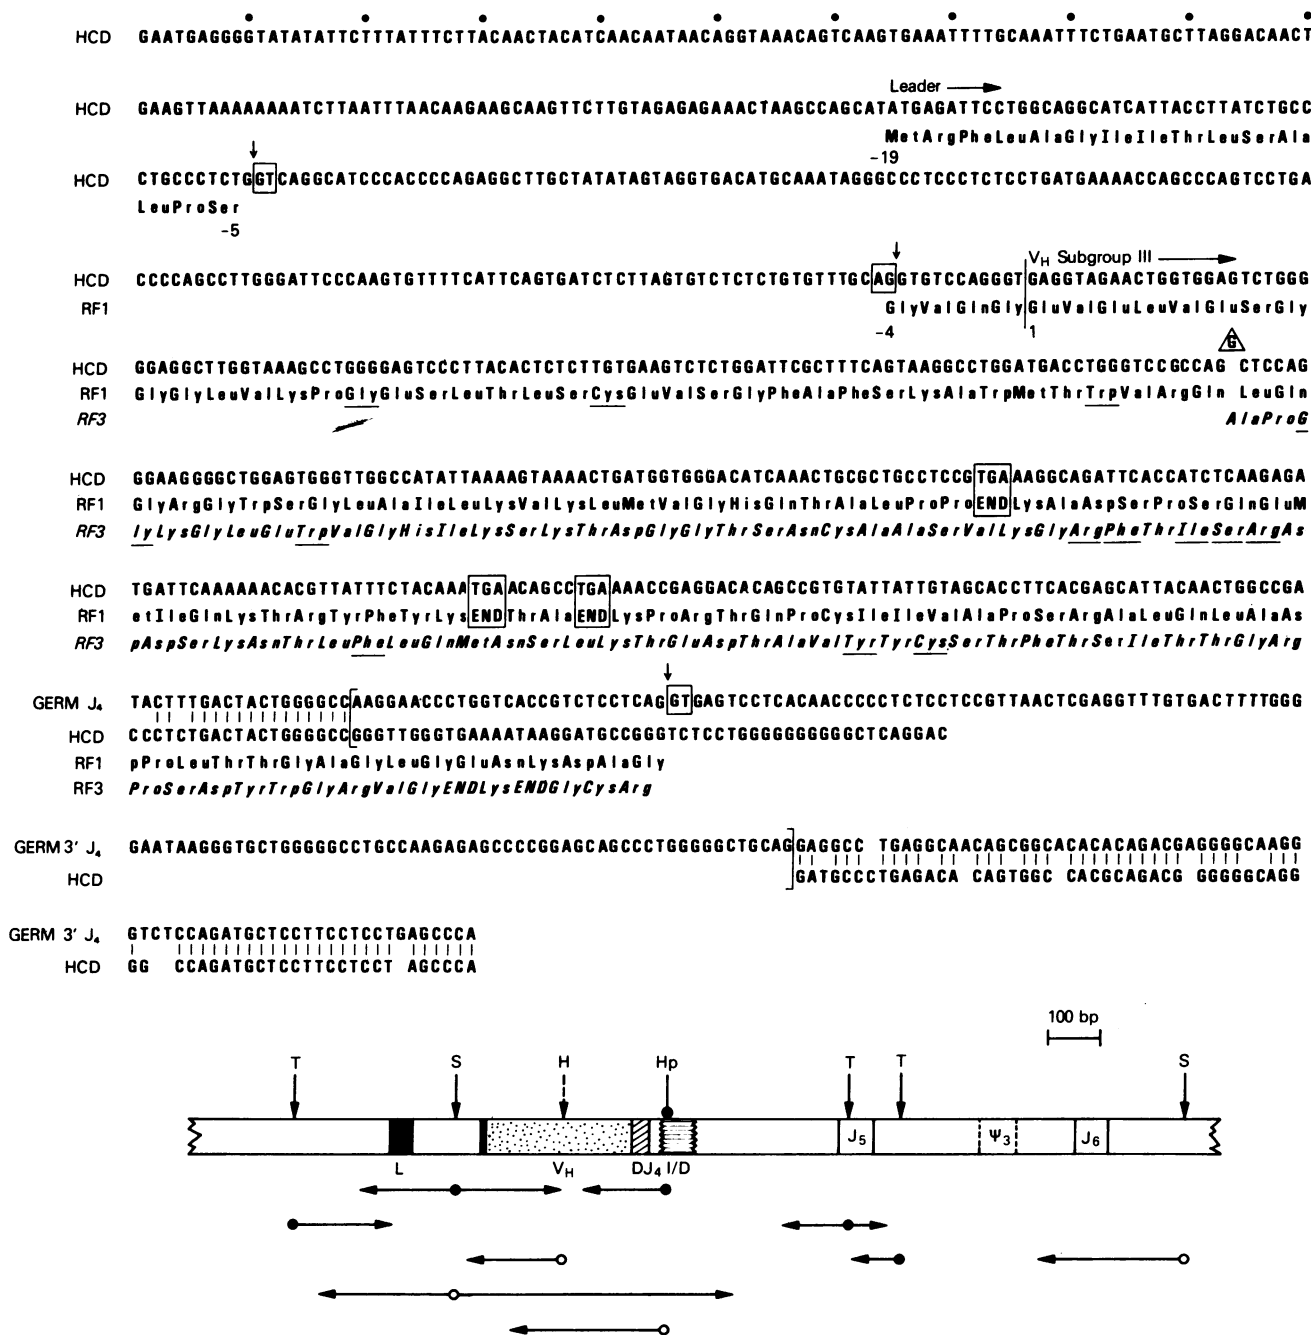 HCD GAATGAGGGGTATATATTCTTTATTTCTTACAACTACATCAACAATAACAGGTAAACAGTCAAGTGAAATTTTGCAAATTTCTGAATGCTTAGGACAACT
Leader
HCD GAAGTTAAAAAAAAATCTTAATTTAACAAGAAGCAAGTTCTTGTAGAGAGAAACTAAGCCAGCATATGAGATTCCTGGCAGGCATCATTACCTTATCTGCC
MetArgPheLeuAlaGlyIleIleThrLeuSerAla
-19
HCD CTGCCCTCTGGTCAGGCATCCCACCCCAGAGGCTTGCTATATAGTAGGTGACATGCAAATAGGGCCCTCCCTCTCCTGATGAAAACCAGCCCAGTCCTGA
LeuProSer
-5
VH Subgroup III
HCD CCCCAGCCTTGGGATTCCCAAGTGTTTTCATTCAGTGATCTCTTAGTGTCTCTCTGTGTTTGCAGGTGTCCAGGGTGAGGTAGAACTGGTGGAGTCTGGG
RF1 GlyValGlnGlyGluValGluLeuValGluSerGly
-4 1
G
HCD GGAGGCTTGGTAAAGCCTGGGGAGTCCCTTACACTCTCTTGTGAAGTCTCTGGATTCGCTTTCAGTAAGGCCTGGATGACCTGGGTCCGCCAG CTCCAG
RF1 GlyGlyLeuValLysProGlyGluSerLeuThrLeuSerCysGluValSerGlyPheAlaPheSerLysAlaTrpMetThrTrpValArgGln LeuGln
RF3 AlaProG
HCD GGAAGGGGCTGGAGTGGGTTGGCCATATTAAAAGTAAAACTGATGGTGGGACATCAAACTGCGCTGCCTCCGTGAAAGGCAGATTCACCATCTCAAGAGA
RF1 GlyArgGlyTrpSerGlyLeuAlaIleLeuLysValLysLeuMetValGlyHisGlnThrAlaLeuProProENDLysAlaAspSerProSerGlnGluM
RF3 lyLysGlyLeuGluTrpValGlyHisIleLysSerLysThrAspGlyGlyThrSerAsnCysAlaAlaSerValLysGlyArgPheThrIleSerArgAs
HCD TGATTCAAAAAACACGTTATTTCTACAAATGAACAGCCTGAAAACCGAGGACACAGCCGTGTATTATTGTAGCACCTTCACGAGCATTACAACTGGCCGA
RF1 etIleGlnLysThrArgTyrPheTyrLysENDThrAlaENDLysProArgThrGlnProCysIleIleValAlaProSerArgAlaLeuGlnLeuAlaAs
RF3 pAspSerLysAsnThrLeuPheLeuGlnMetAsnSerLeuLysThrGluAspThrAlaValTyrTyrCysSerThrPheThrSerIleThrThrGlyArg
GERM J4 TACTTTGACTACTGGGGCCAAGGAACCCTGGTCACCGTCTCCTCAGGTGAGTCCTCACAACCCCCTCTCCTCCGTTAACTCGAGGTTTGTGACTTTTGGG
HCD CCCTCTGACTACTGGGGCCGGGTTGGGTGAAAATAAGGATGCCGGGTCTCCTGGGGGGGGGGCTCAGGAC
RF1 pProLeuThrThrGlyAlaGlyLeuGlyGluAsnLysAspAlaGly
RF3 ProSerAspTyrTrpGlyArgValGlyENDLysENDGlyCysArg
GERM 3' J4 GAATAAGGGTGCTGGGGGCCTGCCAAGAGAGCCCCGGAGCAGCCCTGGGGGCTGCAGGAGGCC TGAGGCAACAGCGGCACACACAGACGAGGGGCAAGG
HCD GATGCCCTGAGACA CAGTGGC CACGCAGACG GGGGGCAGG
GERM 3' J4 GTCTCCAGATGCTCCTTCCTCCTGAGCCCA
HCD GG CCAGATGCTCCTTCCTCCT AGCCCA
100 bp
T S H Hp T T S
J5 Ψ3 J6
L VH DJ4 I/D